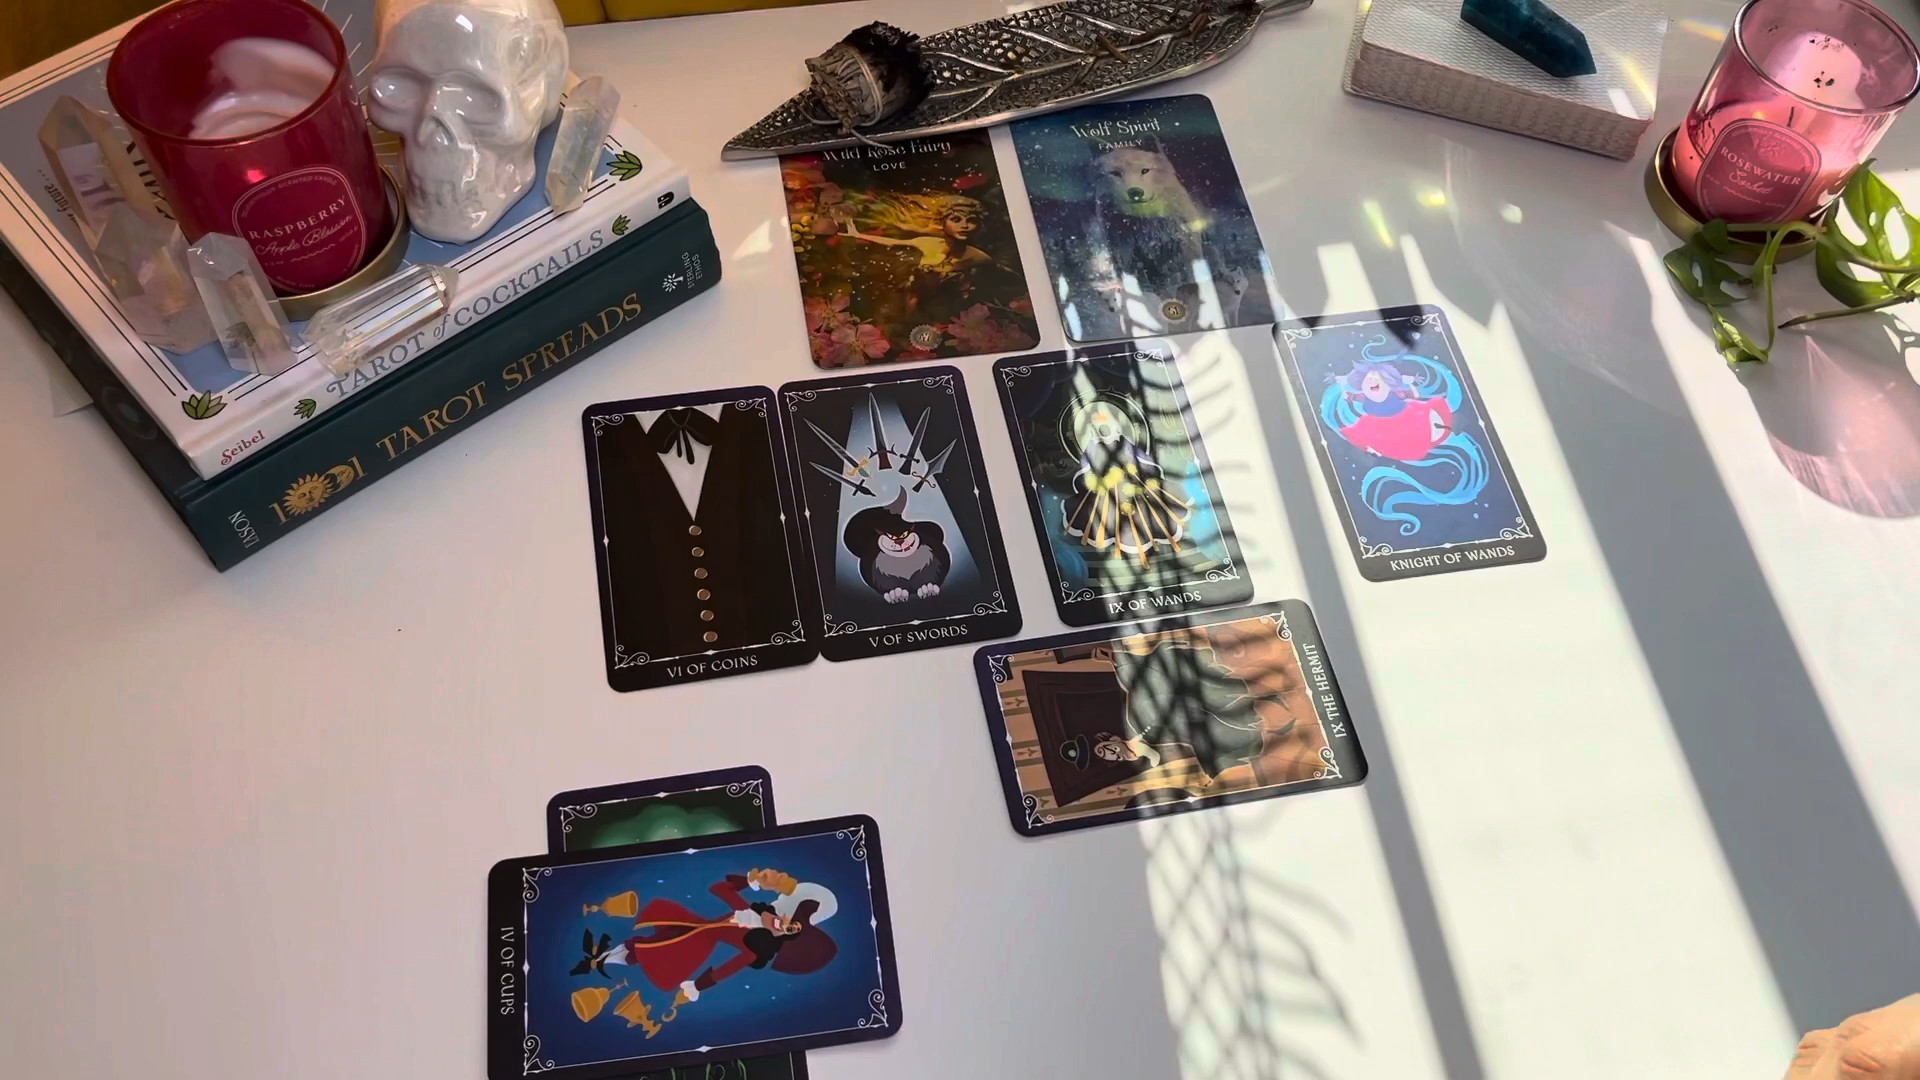 RASPBERRY
Apple Blossom
TAROT of COCKTAILS
Seibel
1001 TAROT SPREADS
EASON
STERLING
ETHOS
Wild Rose Fairy
LOVE
Wolf Spirit
FAMILY
ROSEWATER
Sorbet
VI OF COINS
V OF SWORDS
IX OF WANDS
KNIGHT OF WANDS
IX THE HERMIT
IV OF CUPS